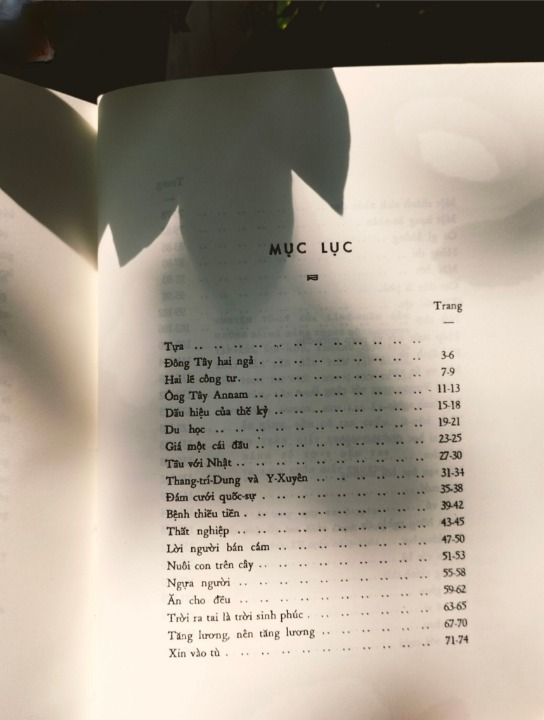 MỤC LỤC
Trang
Tựa .. .. .. .. .. .. .. .. .. .. .. ..
Đông Tây hai ngả . .. .. .. .. .. .. .. .. 3-6
Hai lẽ công tư. .. .. .. .. .. .. .. .. .. 7-9
Ông Tây Annam .. .. .. .. .. .. .. .. .. 11-13
Dấu hiệu của thế kỷ .. .. .. .. .. .. .. .. 15-18
Du học .. .. .. .. .. .. .. .. .. .. .. 19-21
Giá một cái đầu .. .. .. .. .. .. .. .. .. 23-25
Tầu với Nhật .. .. .. .. .. .. .. .. .. .. 27-30
Thang-trí-Dung và Y-Xuyên .. .. .. .. .. .. 31-34
Đám cưới quốc-sự . .. .. .. .. .. .. .. .. 35-38
Bệnh thiếu tiền . .. .. .. .. .. .. .. .. .. 39-42
Thất nghiệp .. .. .. .. .. .. .. .. .. .. 43-45
Lời người bán cấm .. .. .. .. .. .. .. .. 47-50
Nuôi con trên cây .. .. .. .. .. .. .. .. .. 51-53
Ngựa người .. .. .. .. .. .. .. .. .. .. 55-58
Ăn cho đều .. .. .. .. .. .. .. .. .. .. 59-62
Trời ra tai là trời sinh phúc . .. .. .. .. .. .. 63-65
Tăng lương, nên tăng lương .. .. .. .. .. .. 67-70
Xin vào tù . .. .. .. .. .. .. .. .. .. .. 71-74